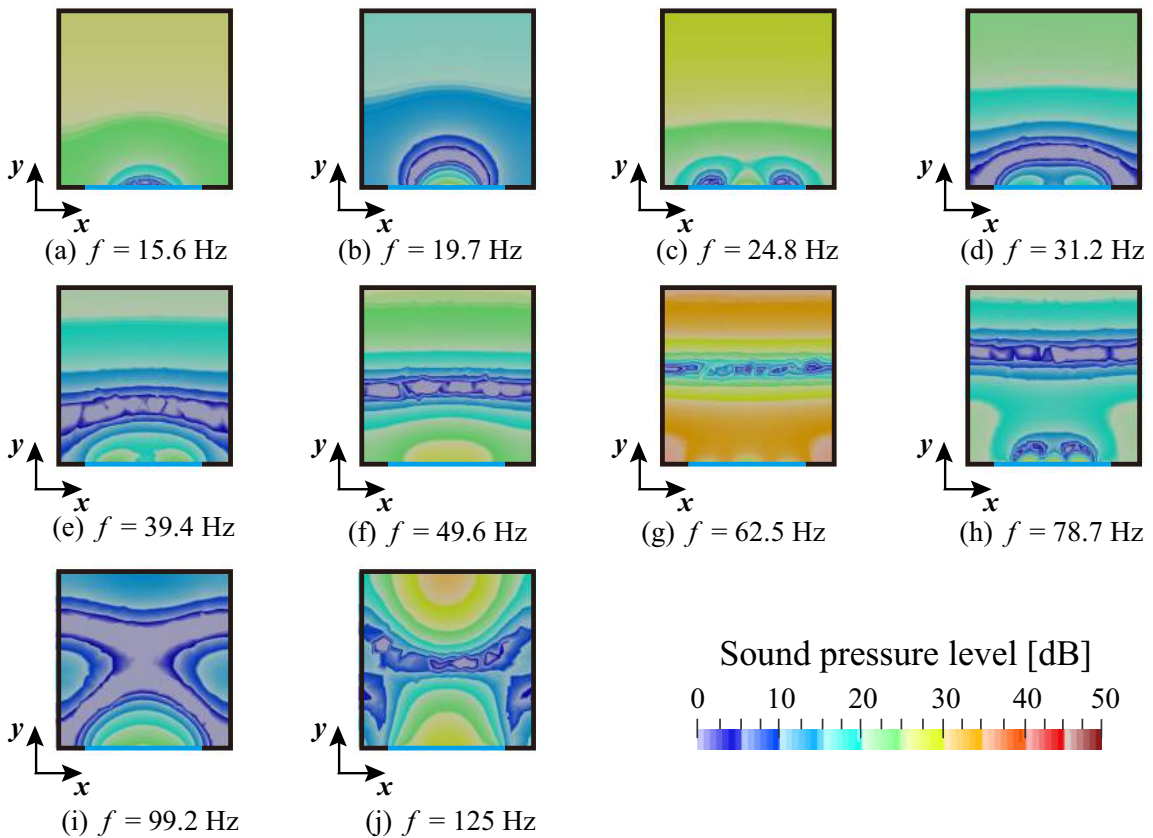 y
x
y
x
y
x
y
x
(a) f = 15.6 Hz
(b) f = 19.7 Hz
(c) f = 24.8 Hz
(d) f = 31.2 Hz
y
x
y
x
y
x
y
x
(e) f = 39.4 Hz
(f) f = 49.6 Hz
(g) f = 62.5 Hz
(h) f = 78.7 Hz
y
x
y
x
(i) f = 99.2 Hz
(j) f = 125 Hz
Sound pressure level [dB]
0 10 20 30 40 50